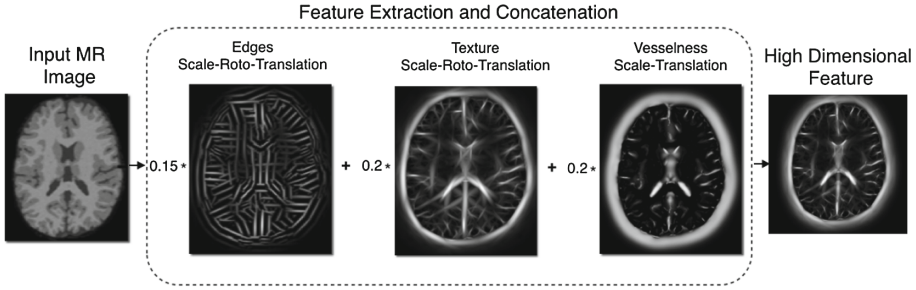 Feature Extraction and Concatenation
Input MR
Image
Edges
Scale-Roto-Translation
Texture
Scale-Roto-Translation
Vesselness
Scale-Translation
High Dimensional
Feature
0.15*
+
0.2*
+
0.2*